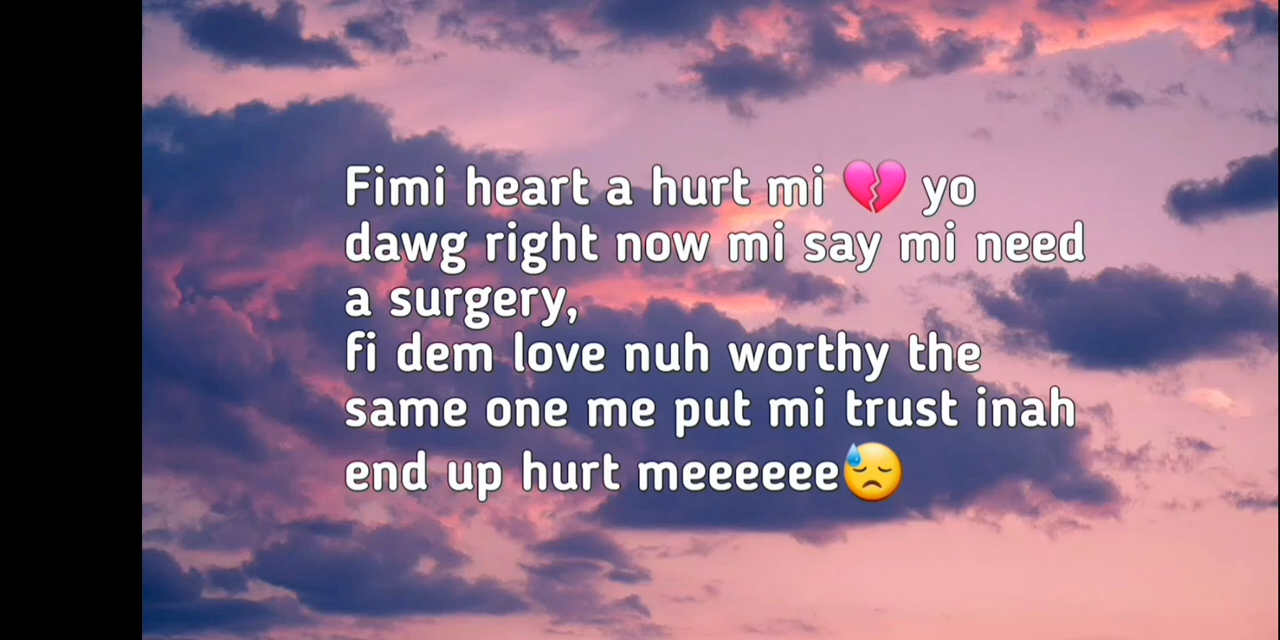 Fimi heart a hurt mi 💔 yo
dawg right now mi say mi need
a surgery,
fi dem love nuh worthy the
same one me put mi trust inah
end up hurt meeeeee😓